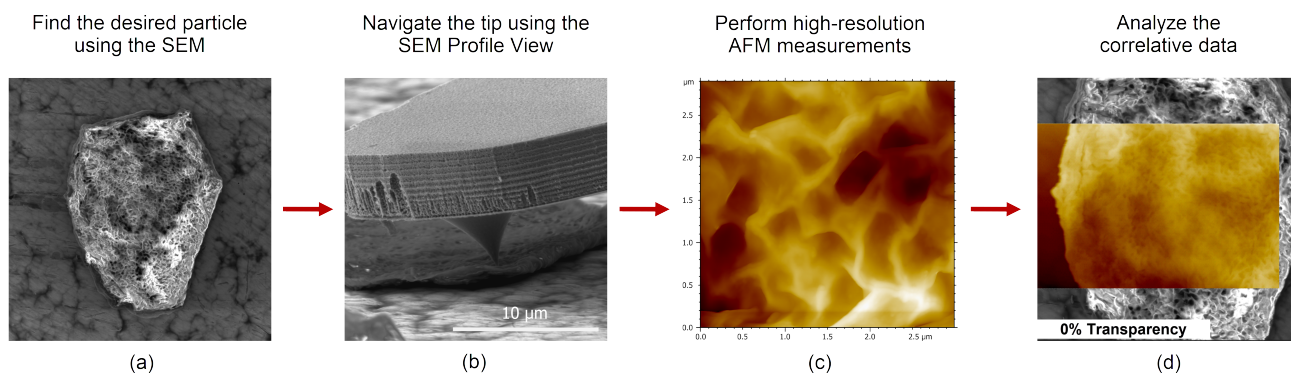 Find the desired particle
using the SEM
Navigate the tip using the
SEM Profile View
Perform high-resolution
AFM measurements
Analyze the
correlative data
10 µm
µm
2.5
2.0
1.5
1.0
0.5
0.0
0.0
0.5
1.0
1.5
2.0
2.5 µm
0% Transparency
(a)
(b)
(c)
(d)